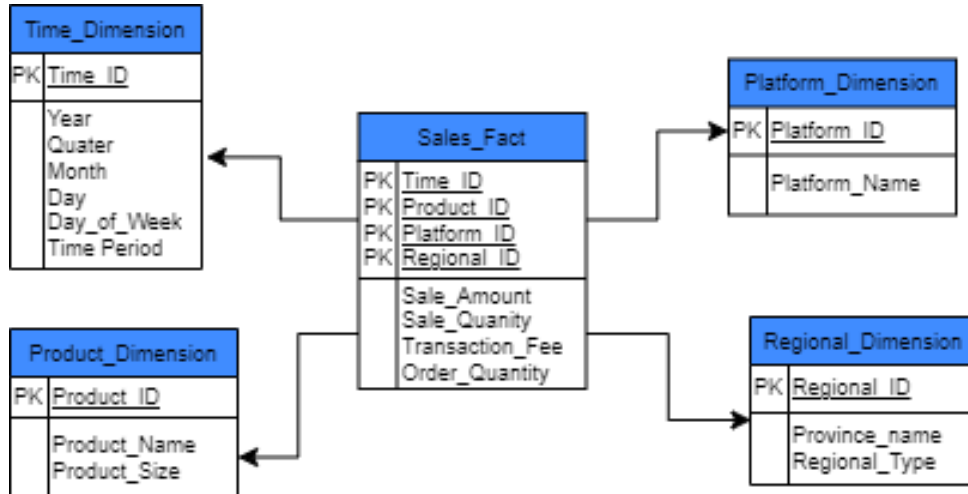 Time_Dimension
PK Time_ID
Year
Quater
Month
Day
Day_of_Week
Time Period
Sales_Fact
PK Time_ID
PK Product_ID
PK Platform_ID
PK Regional_ID
Sale_Amount
Sale_Quanity
Transaction_Fee
Order_Quantity
Platform_Dimension
PK Platform_ID
Platform_Name
Product_Dimension
PK Product_ID
Product_Name
Product_Size
Regional_Dimension
PK Regional_ID
Province_name
Regional_Type